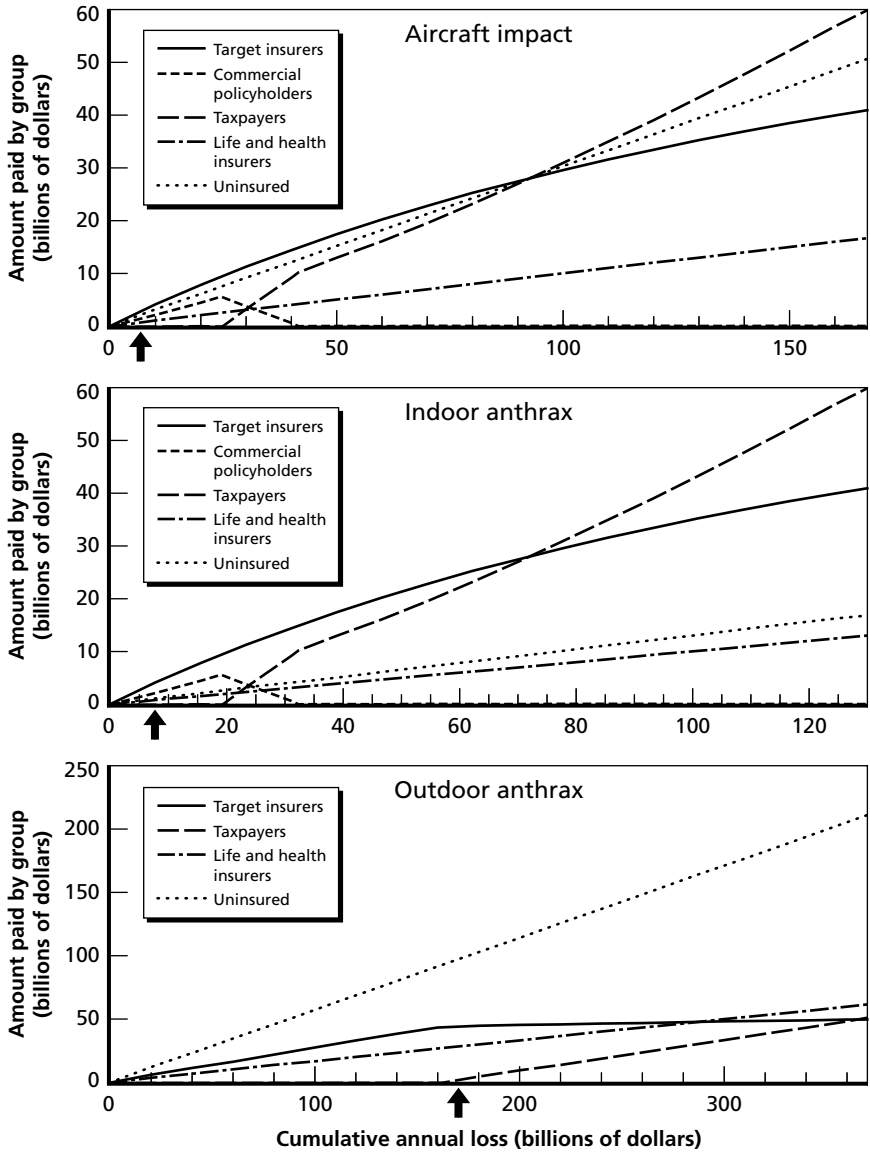 Aircraft impact
Target insurers
Commercial
policyholders
Taxpayers
Life and health
insurers
Uninsured
Amount paid by group
(billions of dollars)
60
50
40
30
20
10
0
0 50 100 150
Indoor anthrax
Target insurers
Commercial
policyholders
Taxpayers
Life and health
insurers
Uninsured
Amount paid by group
(billions of dollars)
60
50
40
30
20
10
0
0 20 40 60 80 100 120
Outdoor anthrax
Target insurers
Taxpayers
Life and health
insurers
Uninsured
Amount paid by group
(billions of dollars)
250
200
150
100
50
0
0 100 200 300
Cumulative annual loss (billions of dollars)